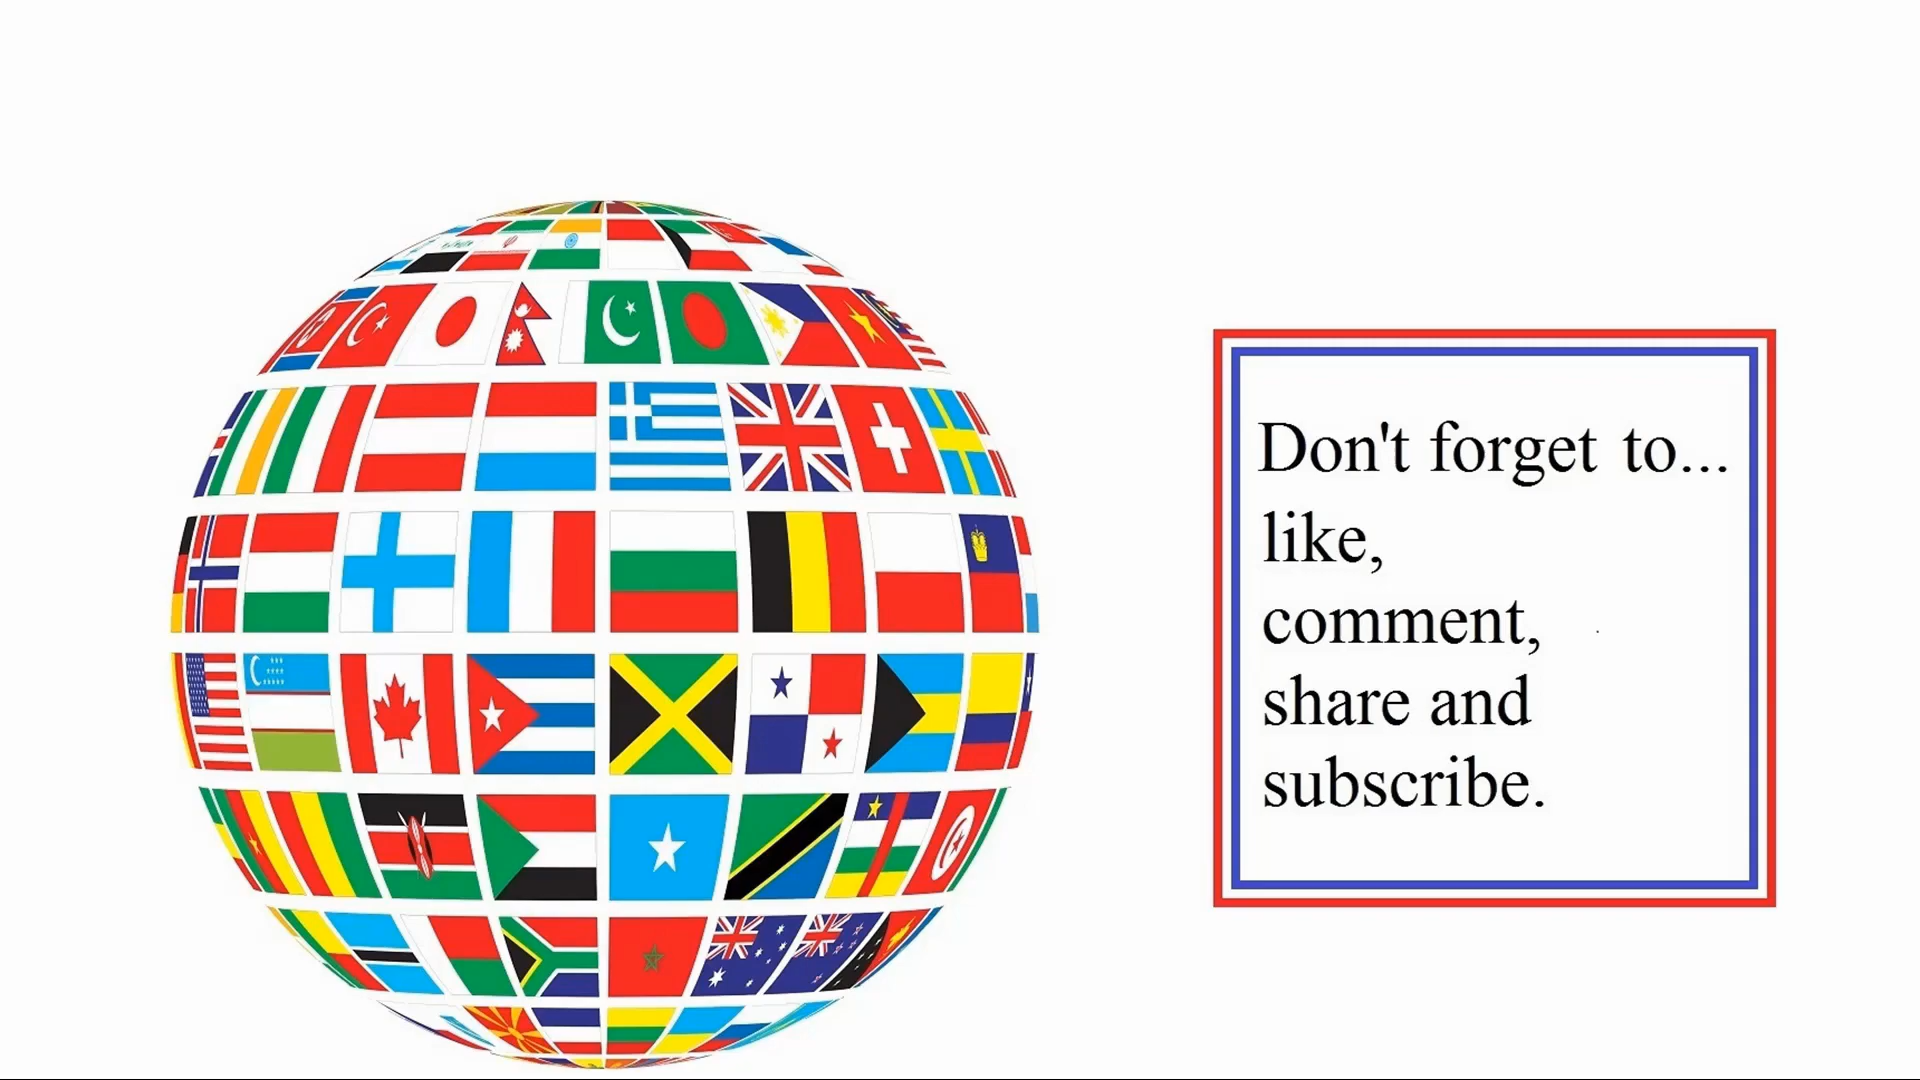 Don't forget to...
like,
comment,
share and
subscribe.